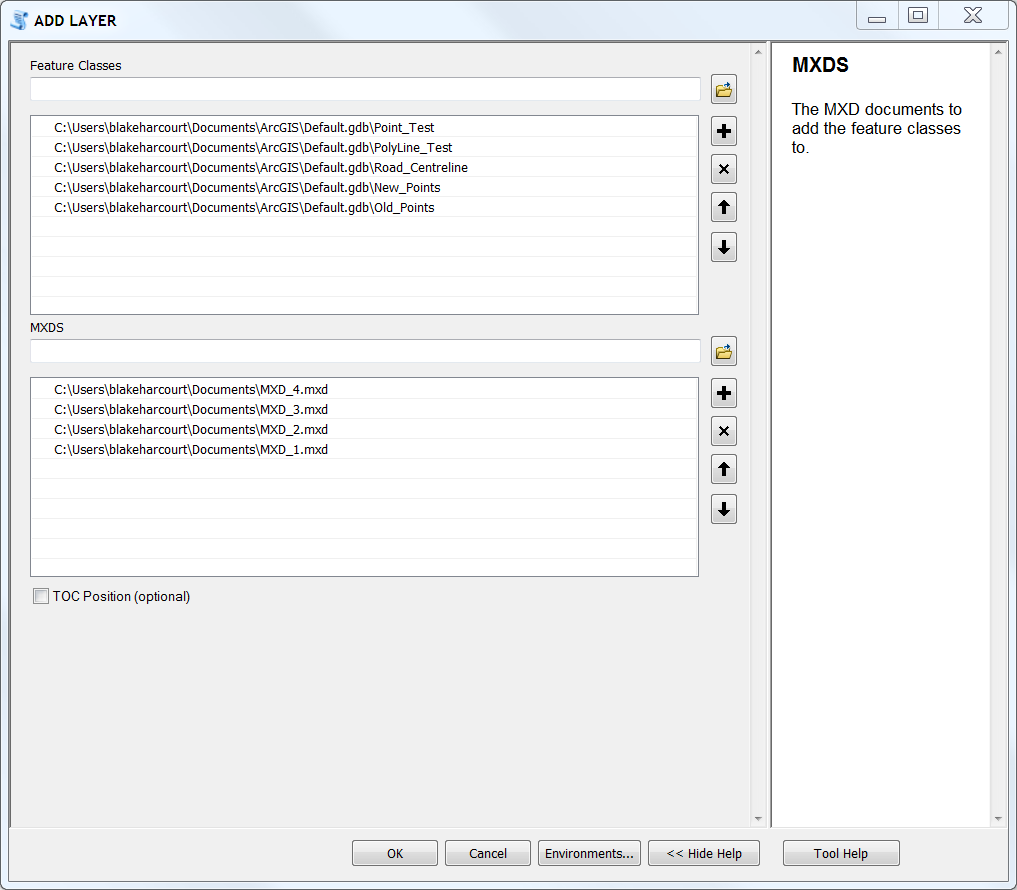 ADD LAYER
Feature Classes
C:\Users\blakeharcourt\Documents\ArcGIS\Default.gdb\Point_Test
C:\Users\blakeharcourt\Documents\ArcGIS\Default.gdb\PolyLine_Test
C:\Users\blakeharcourt\Documents\ArcGIS\Default.gdb\Road_Centreline
C:\Users\blakeharcourt\Documents\ArcGIS\Default.gdb\New_Points
C:\Users\blakeharcourt\Documents\ArcGIS\Default.gdb\Old_Points
MXDS
C:\Users\blakeharcourt\Documents\MXD_4.mxd
C:\Users\blakeharcourt\Documents\MXD_3.mxd
C:\Users\blakeharcourt\Documents\MXD_2.mxd
C:\Users\blakeharcourt\Documents\MXD_1.mxd
TOC Position (optional)
MXDS
The MXD documents to
add the feature classes
to.
OK Cancel Environments... << Hide Help Tool Help